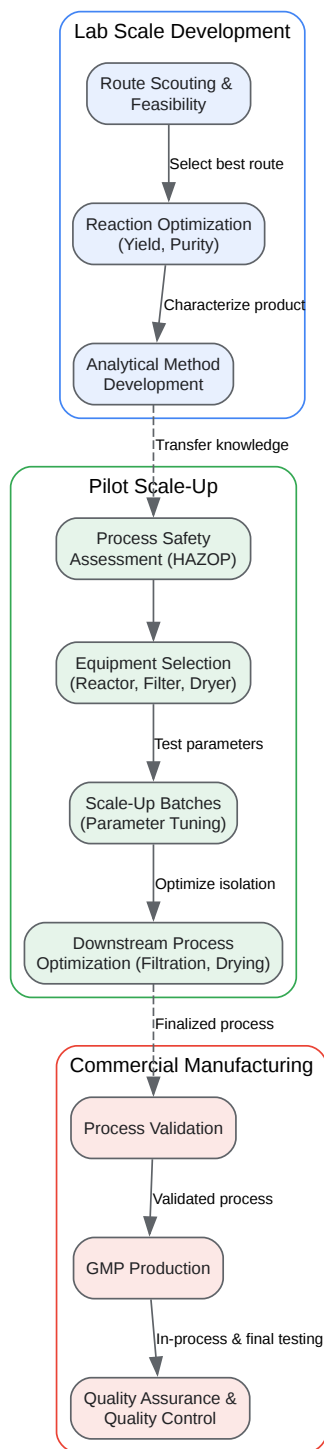 Lab Scale Development
Route Scouting &
Feasibility
Select best route
Reaction Optimization
(Yield, Purity)
Characterize product
Analytical Method
Development
Transfer knowledge
Pilot Scale-Up
Process Safety
Assessment (HAZOP)
Equipment Selection
(Reactor, Filter, Dryer)
Test parameters
Scale-Up Batches
(Parameter Tuning)
Optimize isolation
Downstream Process
Optimization (Filtration, Drying)
Finalized process
Commercial Manufacturing
Process Validation
Validated process
GMP Production
In-process & final testing
Quality Assurance &
Quality Control